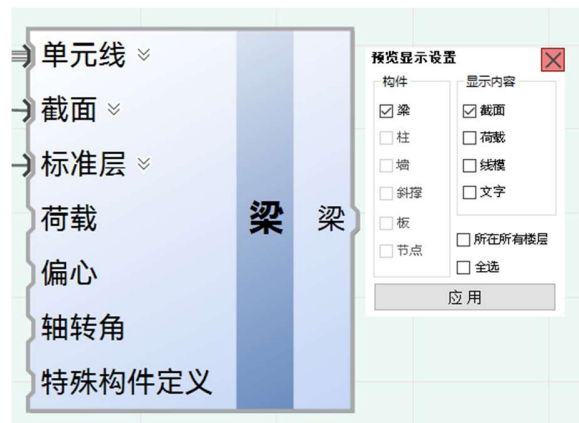 单元线
截面
标准层
荷载
偏心
轴转角
特殊构件定义
梁
梁
预览显示设置
构件
梁
柱
墙
斜撑
板
节点
显示内容
截面
荷载
线模
文字
所在所有楼层
全选
应用